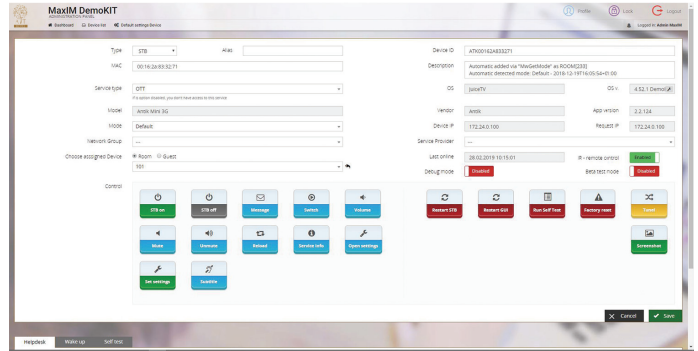 MaxIM DemoKIT
ADMINISTRATION PANEL
Profile Lock Logout
Dashboard Device list Default settings Device
Logged in: Admin MaxIM
Type STB Alias Device ID ATK00162A833271
MAC 00:16:2a:83:32:71 Description Automatic added via "MwGetMode" as ROOM[233]
Automatic detected mode: Default - 2018-12-19T16:05:54+01:00
Service type OTT OS JuiceTV OS v. 4.52.1 Demo
If is option disabled, you don't have access to this service
Model Antik Mini 3G Vendor Antik App version 2.2.124
Mode Default Device IP 172.24.0.100 Request IP 172.24.0.100
Network Group --- Service Provider ---
Choose asssigned Device Room Guest Last online 28.02.2019 10:15:01 IR - remote control Enabled
101 Debug mode Disabled Beta test mode Disabled
Control
STB on STB off Message Switch Volume Restart STB Restart GUI Run Self Test Factory reset
Mute Unmute Reload Service info Open settings Screenshot
Set settings Subtitle
Cancel Save
Helpdesk Wake up Self test